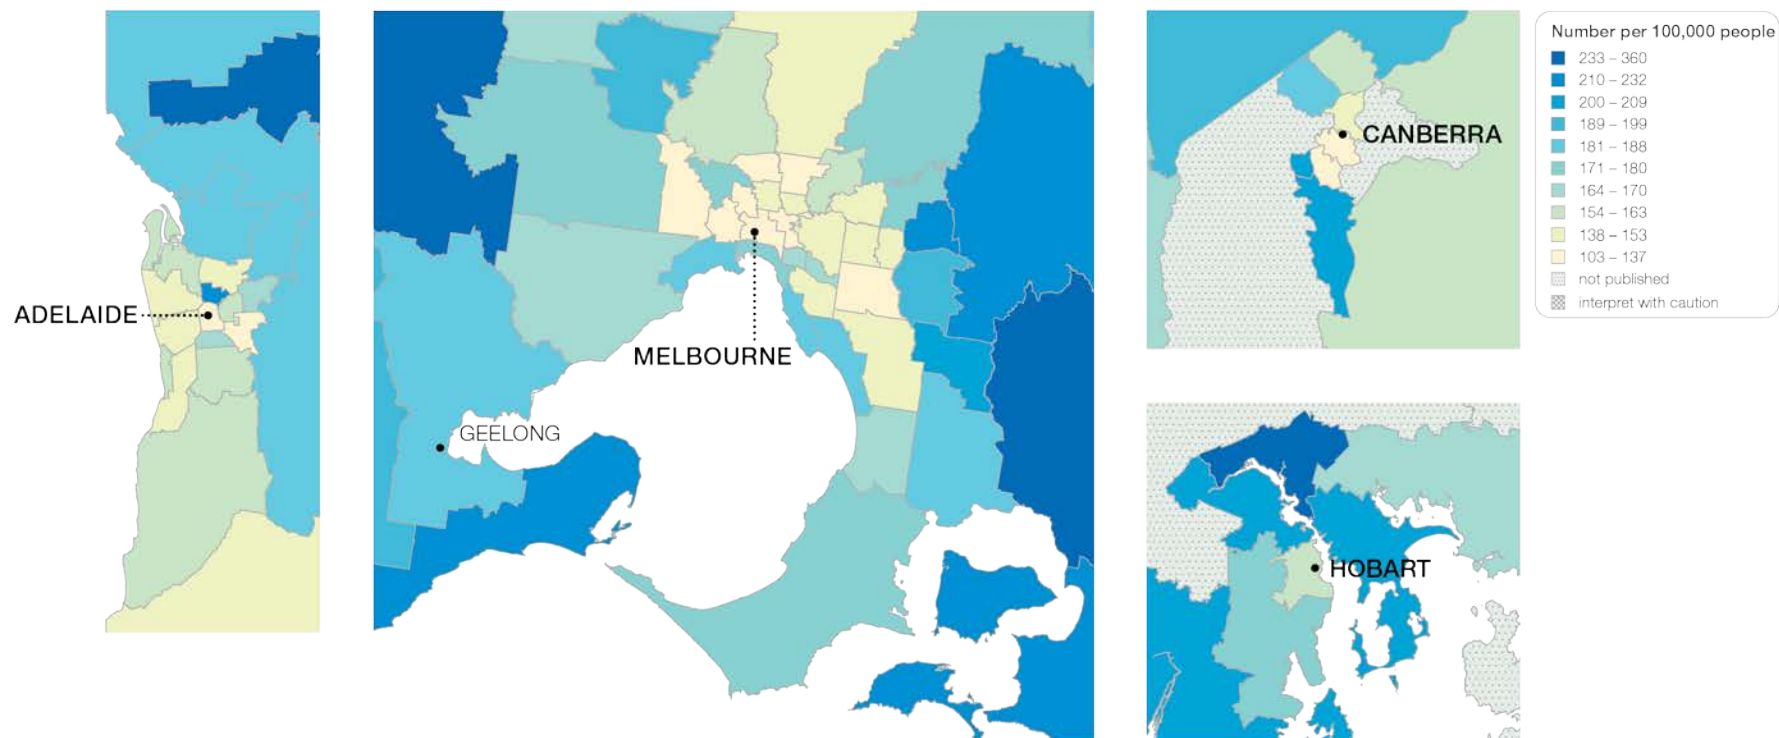 ADELAIDE
MELBOURNE
GEELONG
CANBERRA
HOBART
Number per 100,000 people
233 – 360
210 – 232
200 – 209
189 – 199
181 – 188
171 – 180
164 – 170
154 – 163
138 – 153
103 – 137
not published
interpret with caution